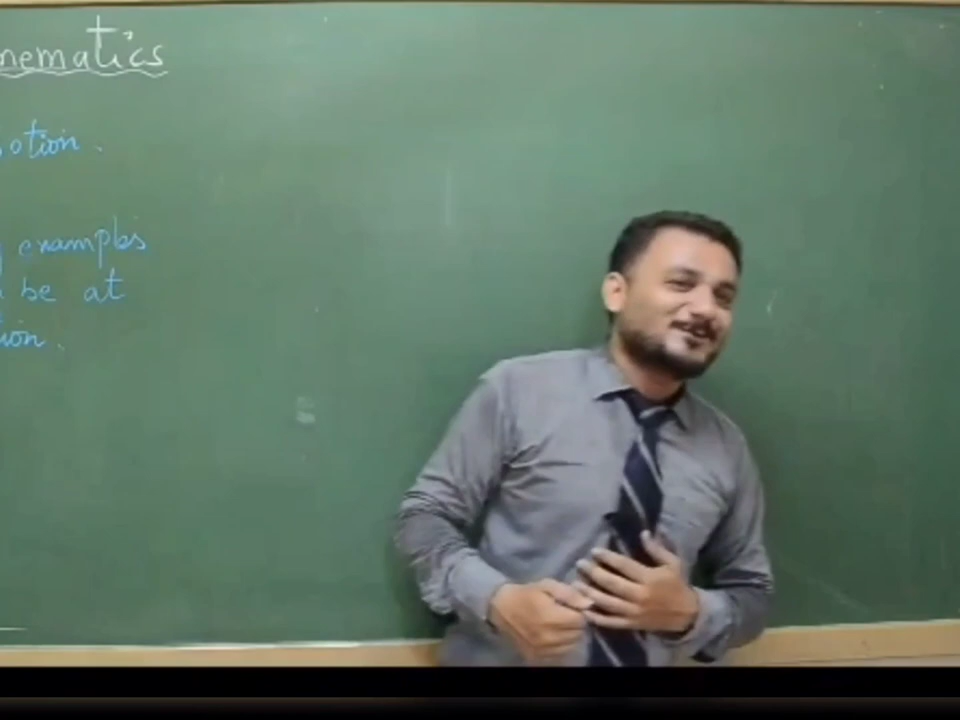 nematics
otion.
examples
be at
ion.